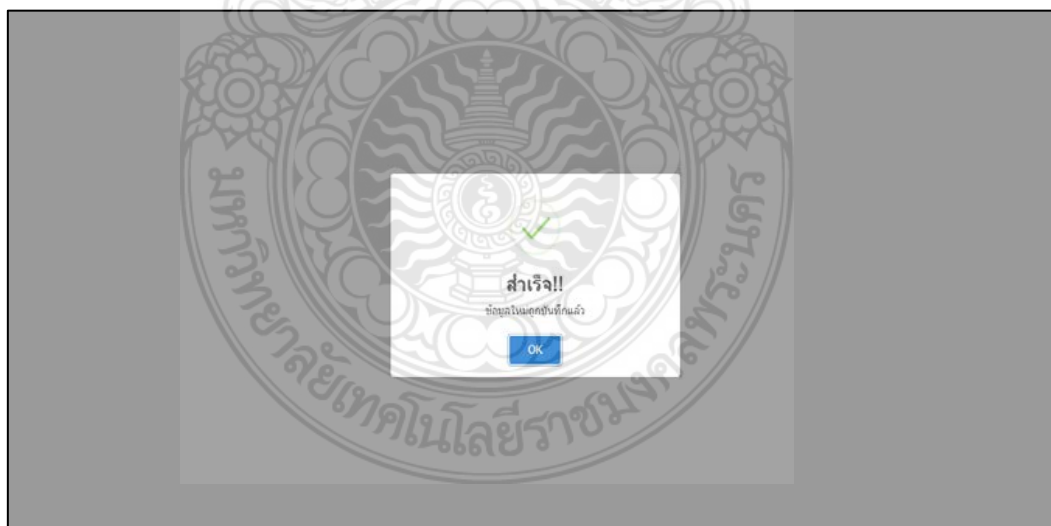 สำเร็จ!!
ข้อมูลใหม่ถูกบันทึกแล้ว
OK
มหาวิทยาลัยเทคโนโลยีราชมงคลพระนคร